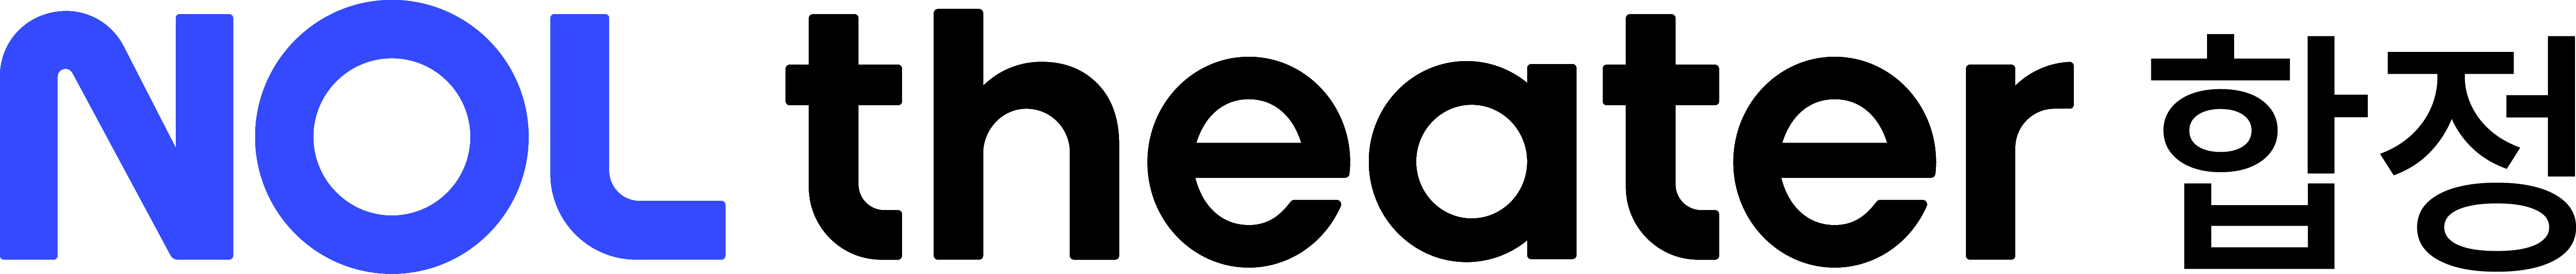 NOL theater 합정